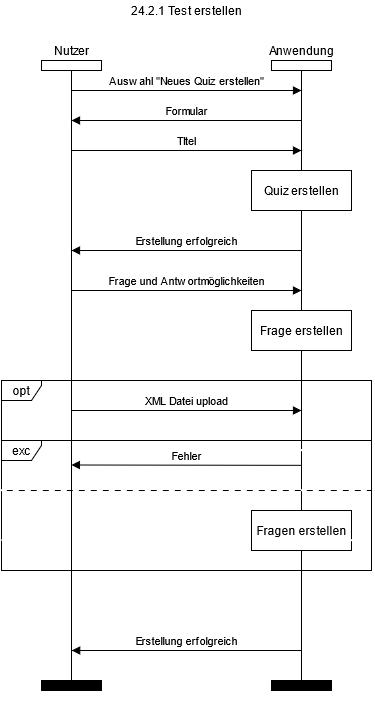 24.2.1 Test erstellen
Nutzer
Anwendung
Auswahl "Neues Quiz erstellen"
Formular
TItel
Quiz erstellen
Erstellung erfolgreich
Frage und Antwortmöglichkeiten
Frage erstellen
opt
XML Datei upload
exc
Fehler
Fragen erstellen
Erstellung erfolgreich